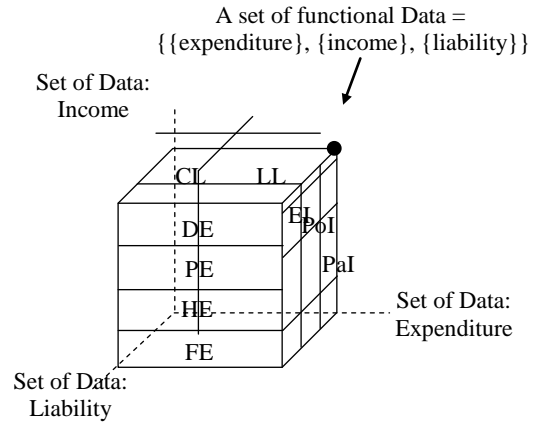 A set of functional Data =
{{expenditure}, {income}, {liability}}
Set of Data:
Income
CL
LL
DE
EI
PoI
PE
PaI
HE
Set of Data:
Expenditure
FE
Set of Data:
Liability